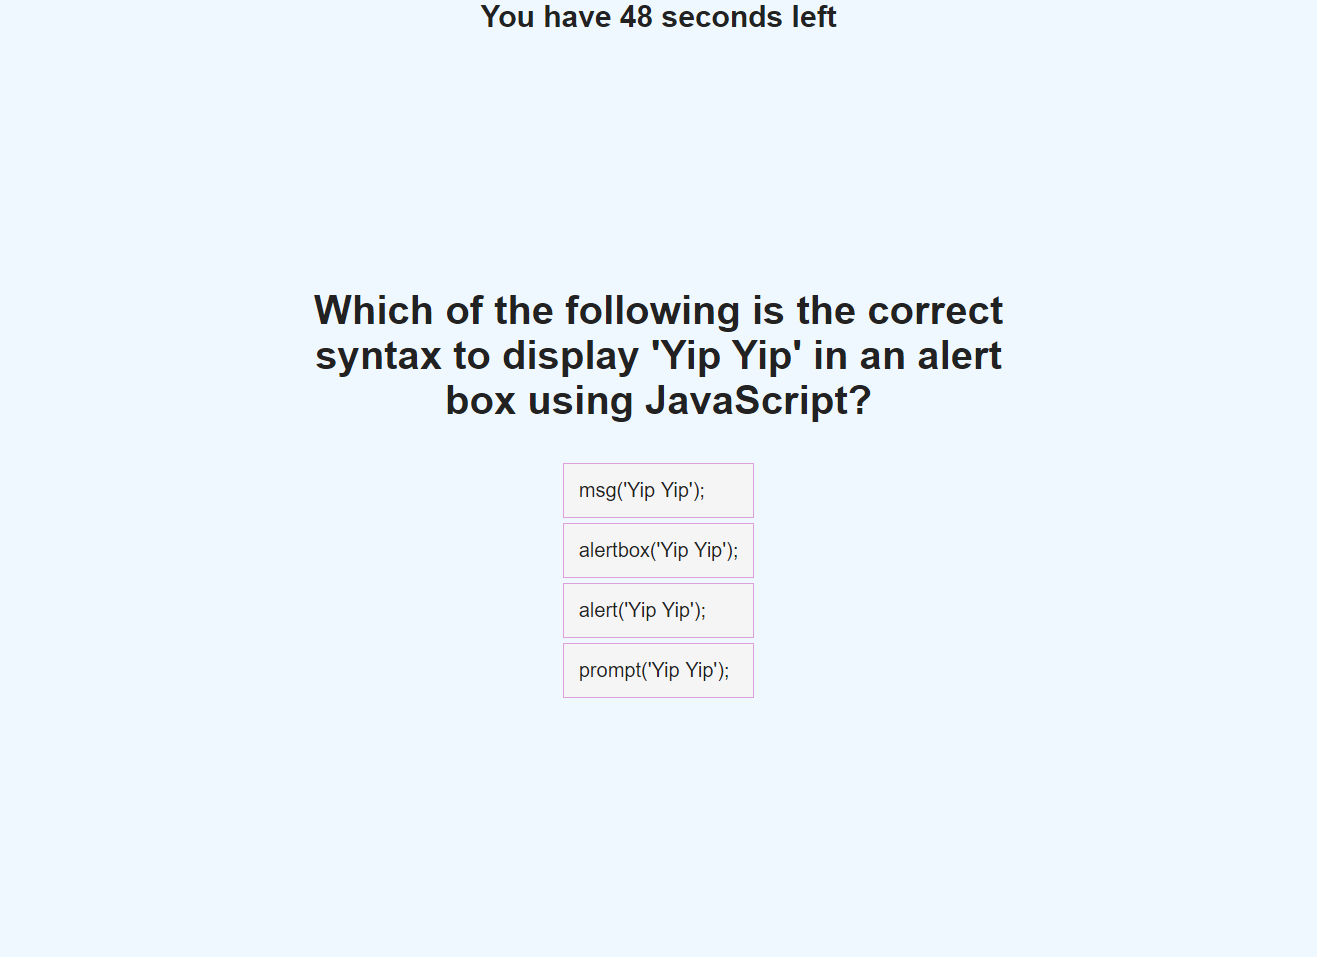 You have 48 seconds left
Which of the following is the correct
syntax to display 'Yip Yip' in an alert
box using JavaScript?
msg('Yip Yip');
alertbox('Yip Yip');
alert('Yip Yip');
prompt('Yip Yip');